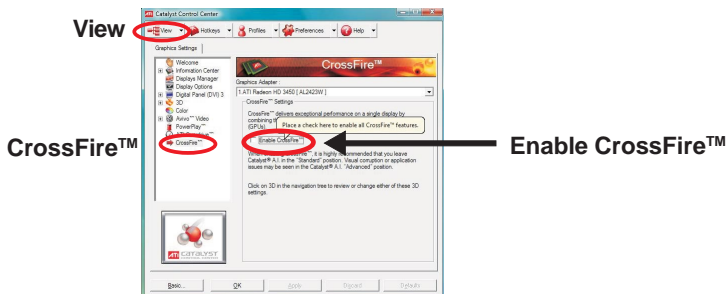 Catalyst Control Center
View
View
Hotkeys
Profiles
Preferences
Help
Graphics Settings
Welcome
Information Center
Displays Manager
Display Options
Digital Panel (DVI) 3
3D
Color
Avivo™ Video
PowerPlay™
CrossFire™
CrossFire™
CrossFire™
Graphics Adapter
1 ATI Radeon HD 3450 [ AL2423W ]
CrossFire™ Settings
CrossFire™ delivers exceptional performance on a single display by
combining
(GPUs)
Place a check here to enable all CrossFire™ features.
Enable CrossFire™
Enable CrossFire™
it is highly recommended that you leave
Catalyst® A.I. in the "Standard" position. Visual corruption or application
issues may be seen in the Catalyst® A.I. "Advanced" position.
Click on 3D in the navigation tree to review or change either of these 3D
settings.
ATI CATALYST
Basic...
OK
Apply
Discard
Defaults